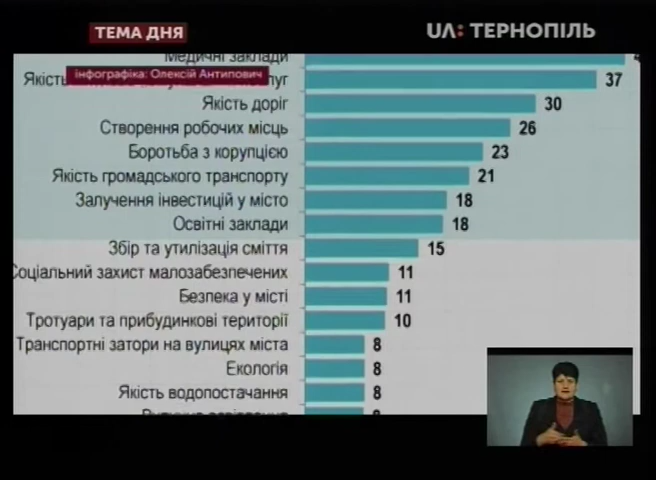 ТЕМА ДНЯ
UA: ТЕРНОПІЛЬ
Медичні заклади
інфографіка: Олексій Антипович
Якість
луг 37
Якість доріг 30
Створення робочих місць 26
Боротьба з корупцією 23
Якість громадського транспорту 21
Залучення інвестицій у місто 18
Освітні заклади 18
Збір та утилізація сміття 15
Соціальний захист малозабезпечених 11
Безпека у місті 11
Тротуари та прибудинкові території 10
Транспортні затори на вулицях міста 8
Екологія 8
Якість водопостачання 8